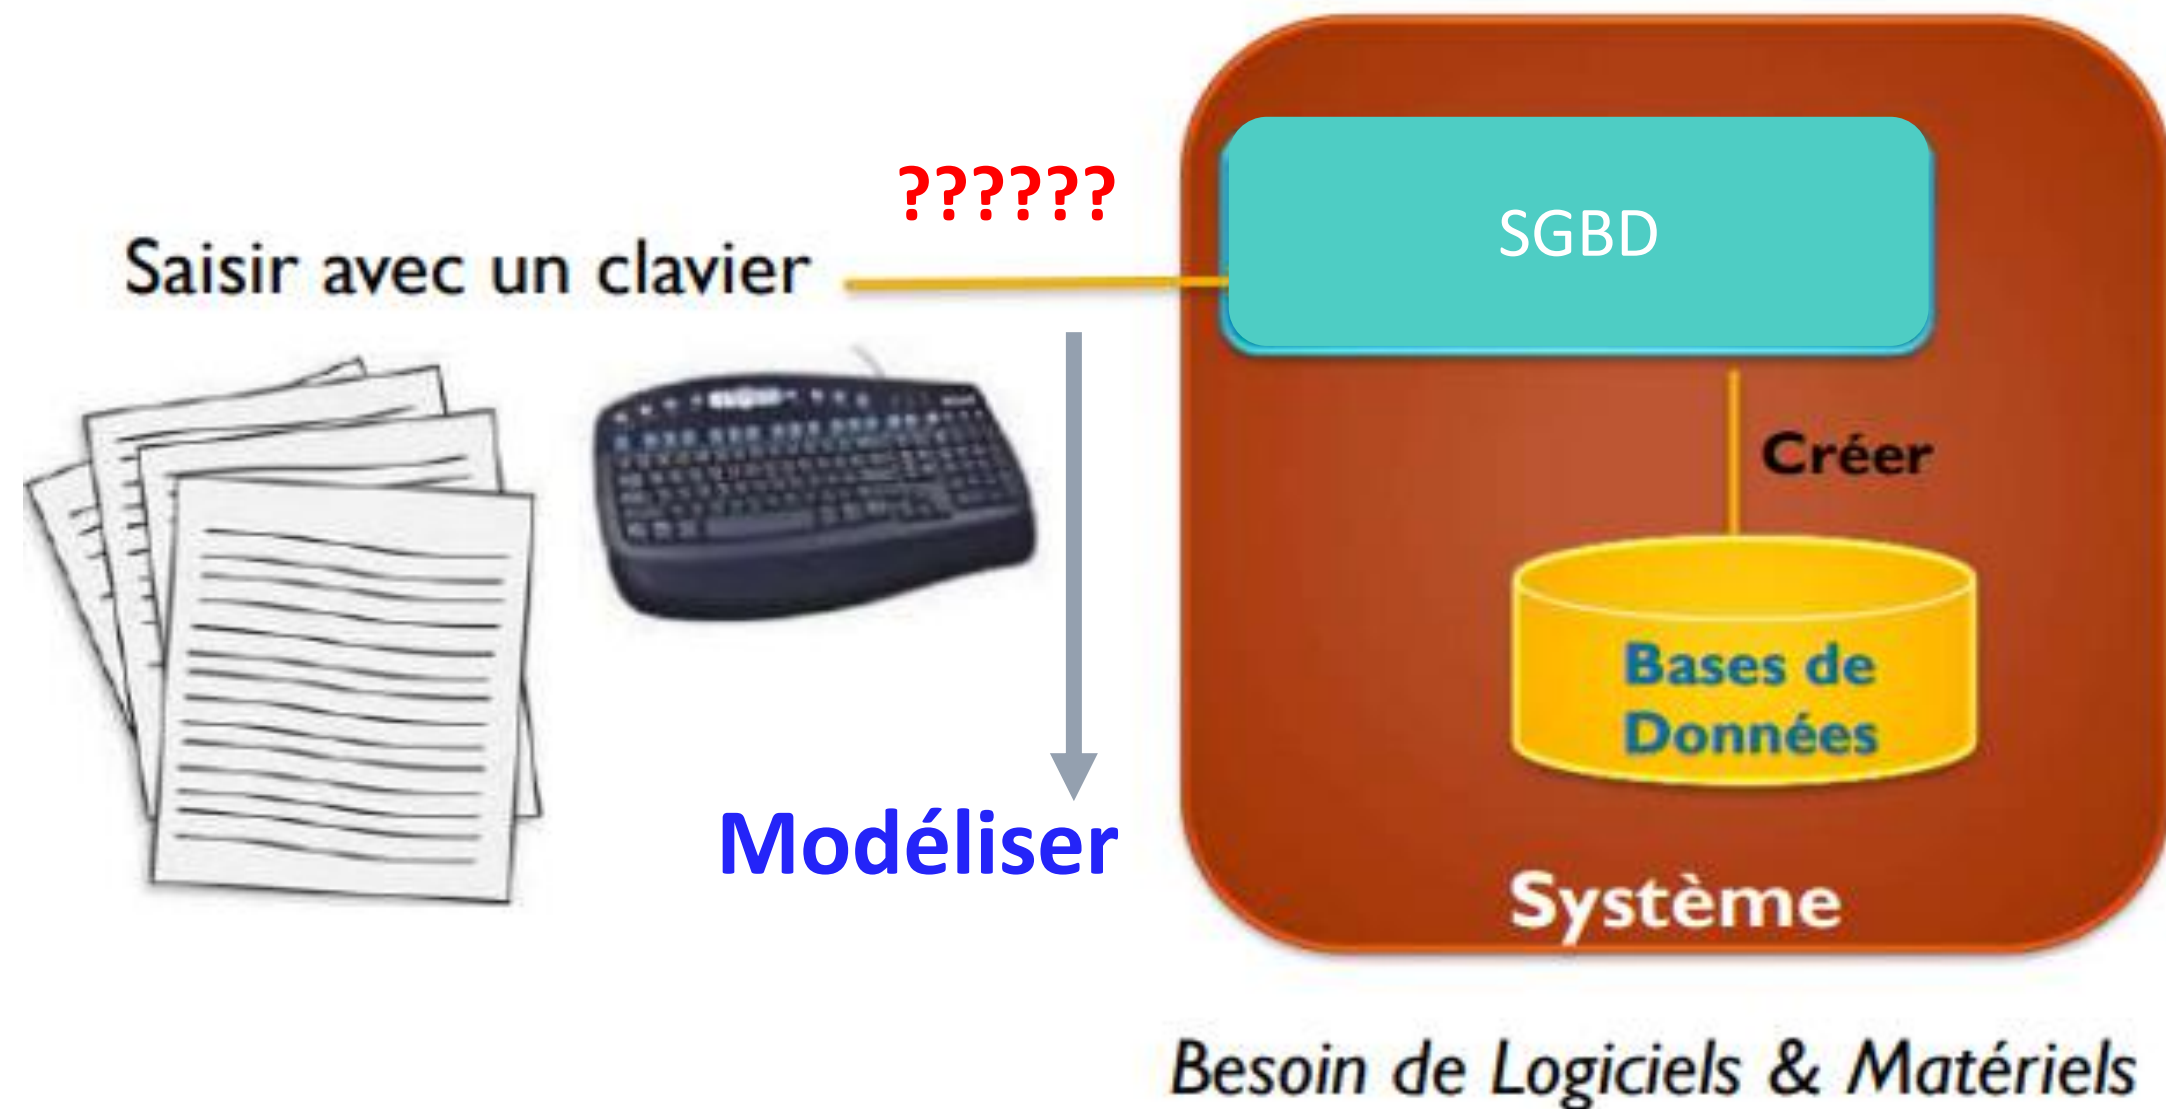 ??????
SGBD
Saisir avec un clavier
Créer
Bases de
Données
Modéliser
Système
Besoin de Logiciels & Matériels